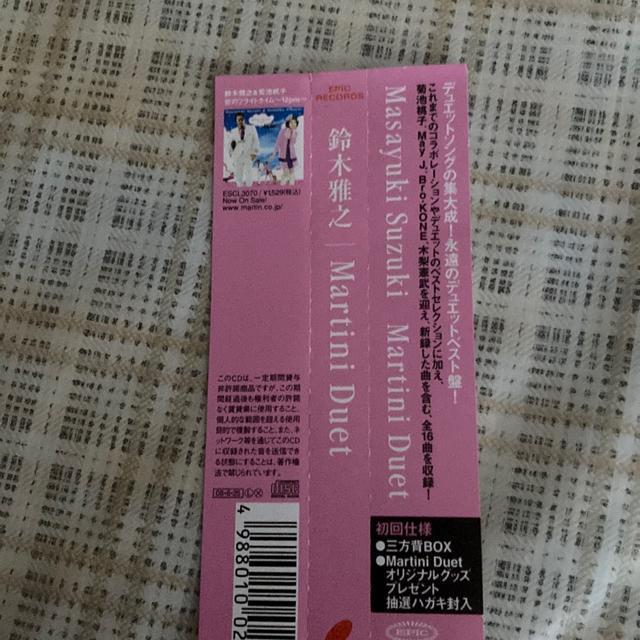 デュエットソングの集大成！永遠のデュエットベスト盤！
これまでのコラボレーションやデュエットのベストセレクションに加え、
菊池桃子、May J.、Bro.KONE、木梨憲武を迎え、新録した曲を含む、全16曲を収録！
Masayuki Suzuki Martini Duet
初回仕様
●三方背BOX
●Martini Duet
オリジナルグッズ
プレゼント
抽選ハガキ封入
EPIC
EPIC
RECORDS
鈴木雅之｜Martini Duet
鈴木雅之&菊池桃子
ESCL3070 / ¥1,529(税込)
Now On Sale!
www.martin.co.jp/
このCDは、一定期間貸与
非許諾商品ですが、この期
間経過後も権利者の許諾
なく賃貸業に使用すること、
個人的な範囲を超える使用
目的で複製すること、また、ネ
ットワーク等を通じてこのCD
に収録された音を送信でき
る状態にすることは、著作権
法で禁じられています。
08·6·25 Ⓛ Ⓧ
4 988010 02